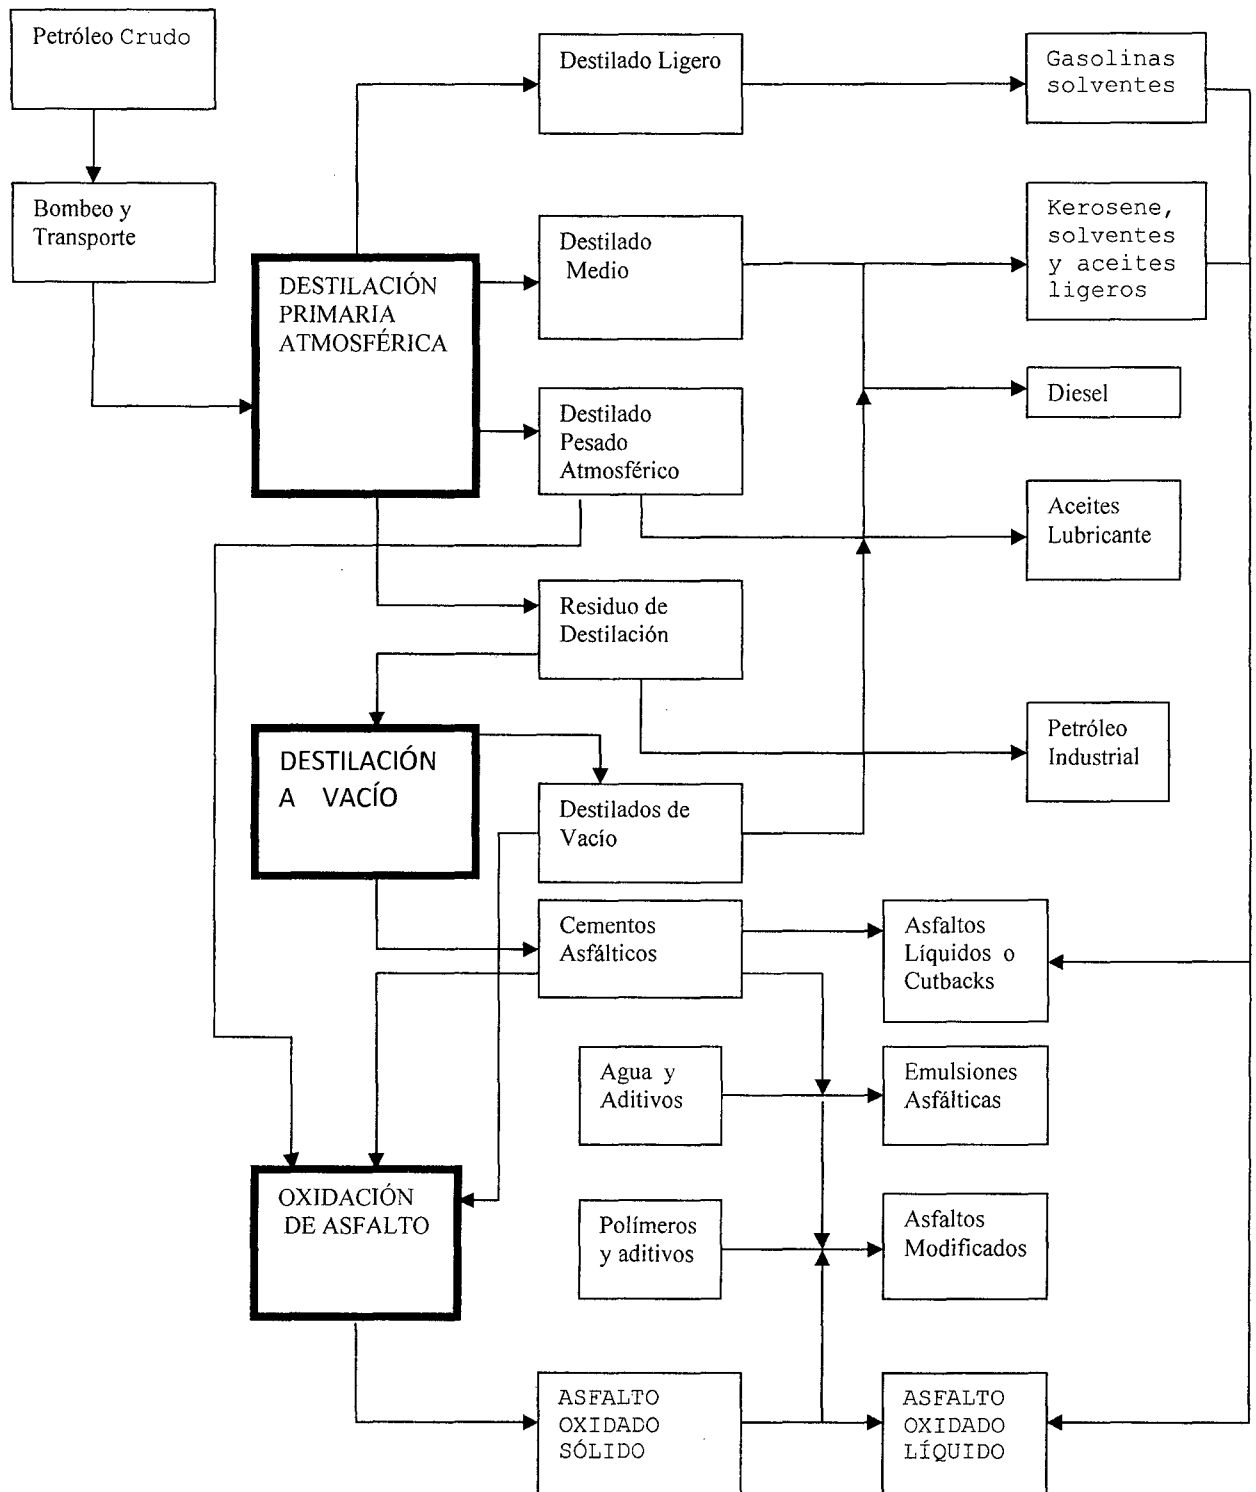 Petróleo Crudo
Destilado Ligero
Gasolinas
solventes
Bombeo y
Transporte
Destilado
Medio
Kerosene,
solventes
y aceites
ligeros
DESTILACIÓN
PRIMARIA
ATMOSFÉRICA
Destilado
Pesado
Atmosférico
Diesel
Aceites
Lubricante
Residuo de
Destilación
DESTILACIÓN
A VACÍO
Petróleo
Industrial
Destilados de
Vacío
Cementos
Asfálticos
Asfaltos
Líquidos o
Cutbacks
Agua y
Aditivos
Emulsiones
Asfálticas
OXIDACIÓN
DE ASFALTO
Polímeros
y aditivos
Asfaltos
Modificados
ASFALTO
OXIDADO
SÓLIDO
ASFALTO
OXIDADO
LÍQUIDO